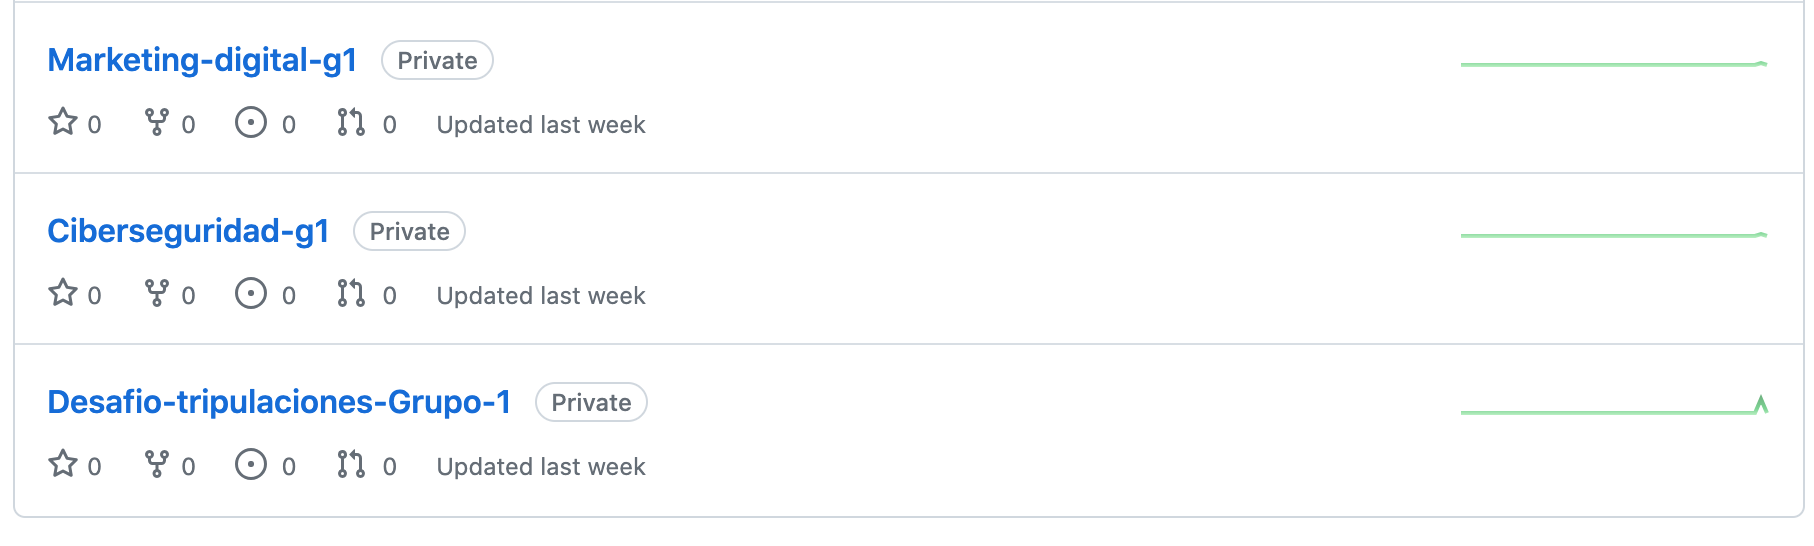 Marketing-digital-g1 Private
0 0 0 0 Updated last week
Ciberseguridad-g1 Private
0 0 0 0 Updated last week
Desafio-tripulaciones-Grupo-1 Private
0 0 0 0 Updated last week